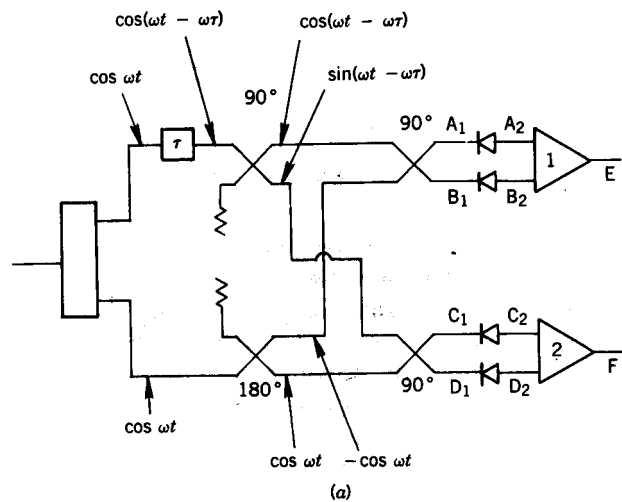 cos(ωt − ωτ)
cos(ωt − ωτ)
cos ωt
sin(ωt − ωτ)
90°
τ
90°
A₁
A₂
1
E
B₁
B₂
C₁
C₂
2
F
D₁
D₂
180°
90°
cos ωt
cos ωt
−cos ωt
(a)